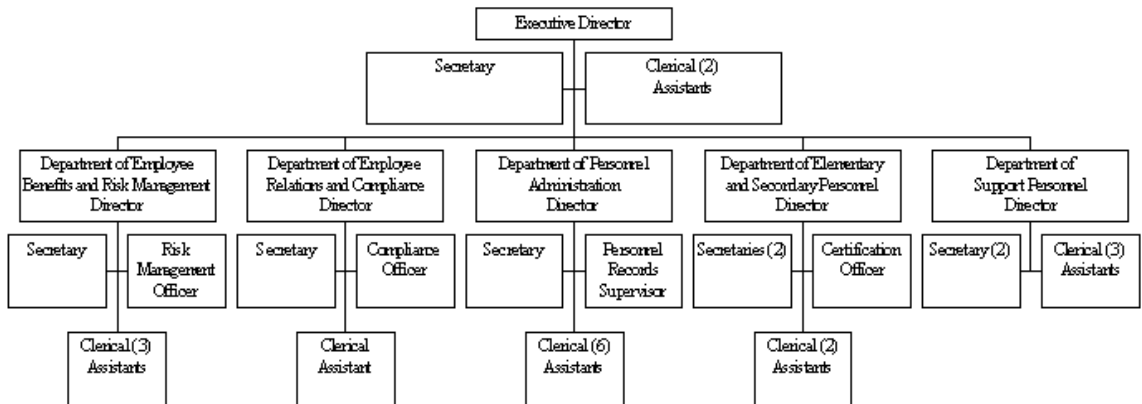 Executive Director
Secretary
Clerical (2)
Assistants
Department of Employee
Benefits and Risk Management
Director
Department of Employee
Relations and Compliance
Director
Department of Personnel
Administration
Director
Department of Elementary
and Secondary Personnel
Director
Department of
Support Personnel
Director
Secretary
Risk
Management
Officer
Secretary
Compliance
Officer
Secretary
Personnel
Records
Supervisor
Secretaries (2)
Certification
Officer
Secretary (2)
Clerical (3)
Assistants
Clerical (3)
Assistants
Clerical
Assistant
Clerical (6)
Assistants
Clerical (2)
Assistants